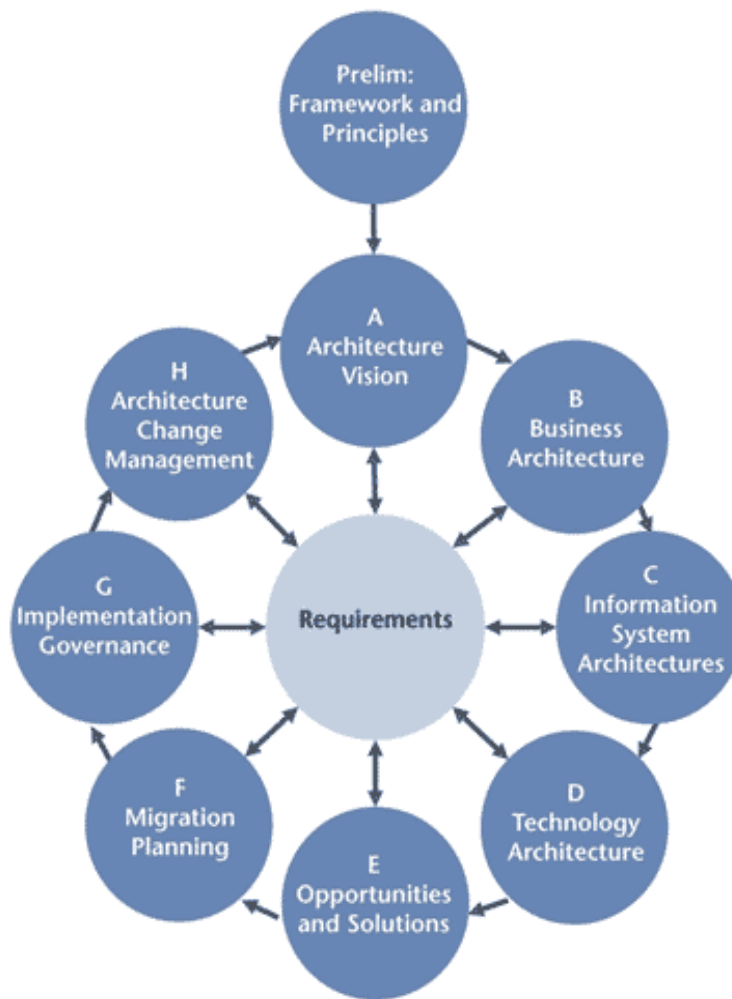 Prelim:
Framework and
Principles
A
Architecture
Vision
B
Business
Architecture
C
Information
System
Architectures
D
Technology
Architecture
E
Opportunities
and Solutions
F
Migration
Planning
G
Implementation
Governance
H
Architecture
Change
Management
Requirements